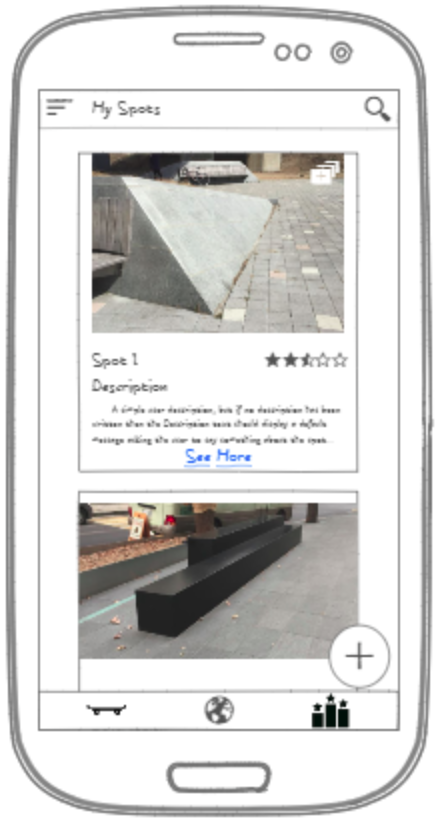 My Spots
Spot 1
Description
A simple user description, but if no description has been
written then the Description text should display a default
message asking the user to say something about the spot...
See More